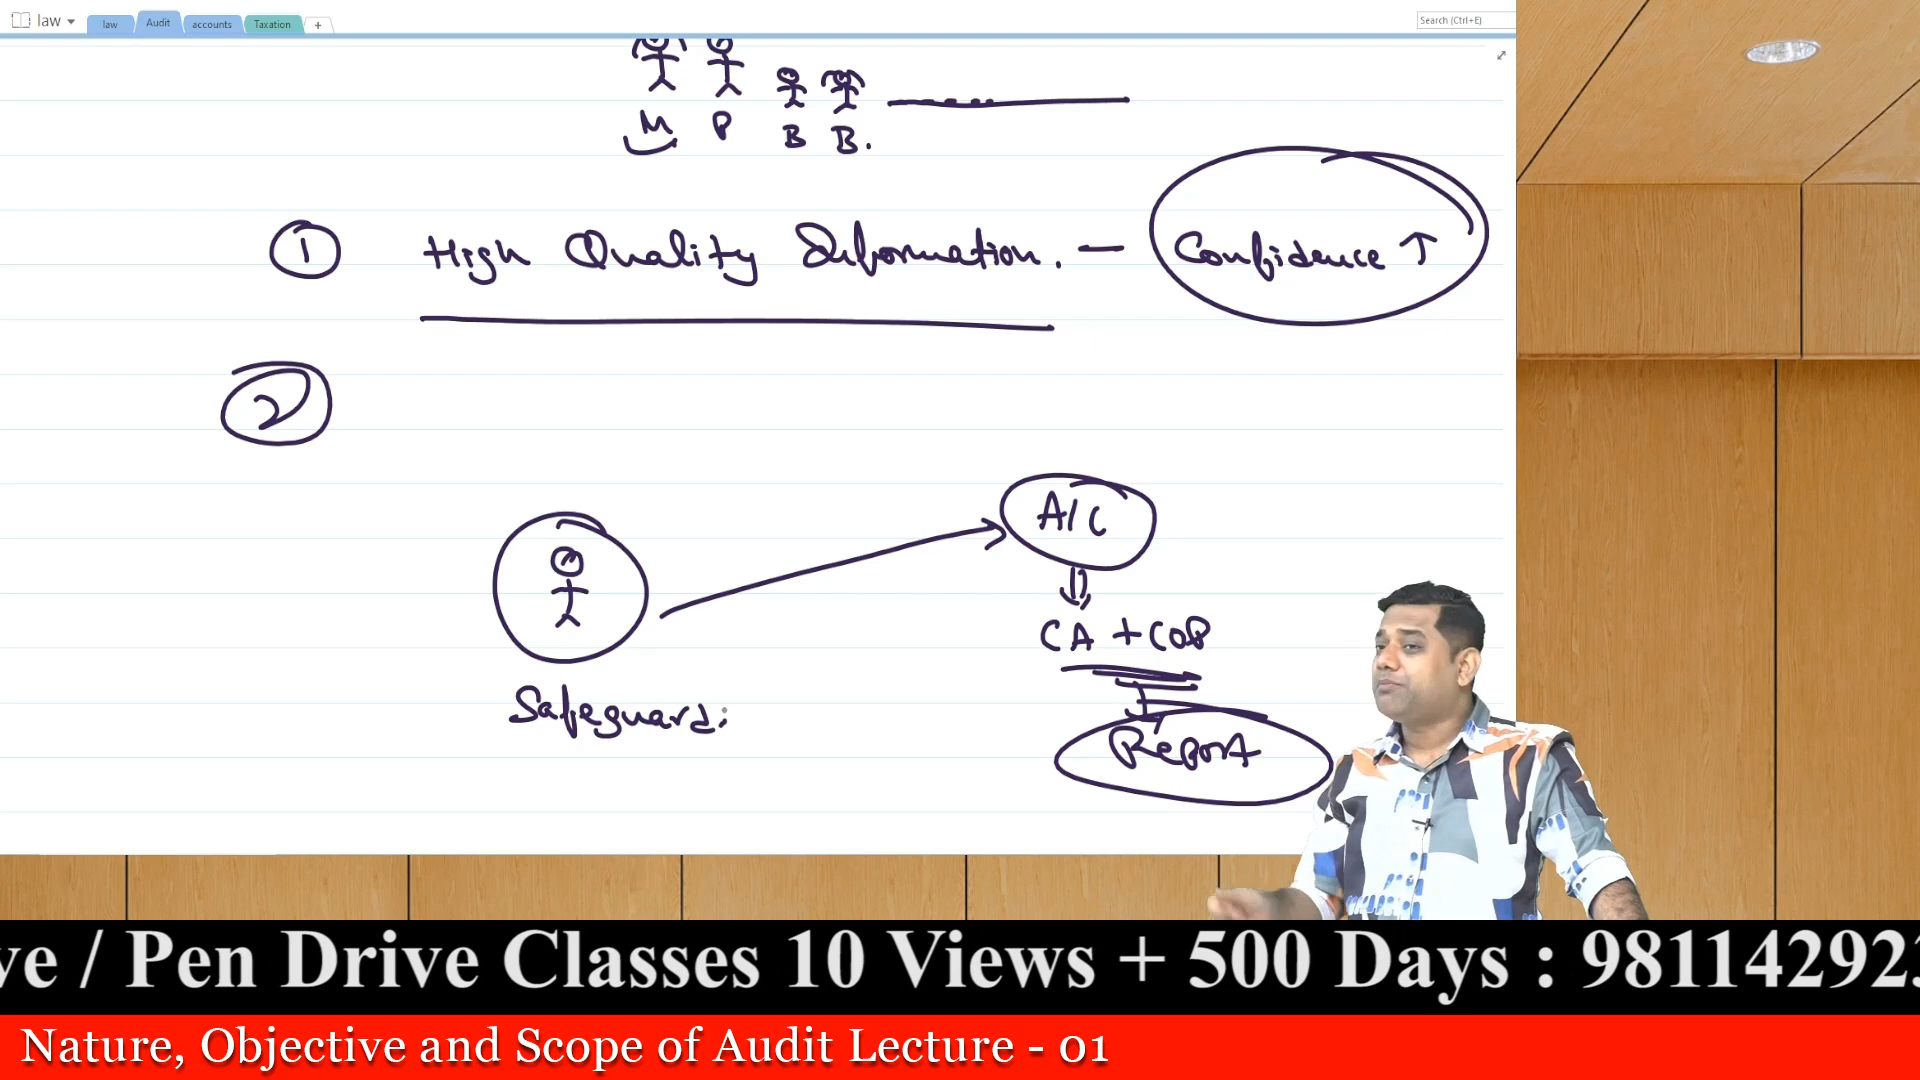 law law Audit accounts Taxation + Search (Ctrl+E)
M P B B.
① High Quality Information. — Confidence ↑
②
A/C
CA + COP
Safeguard:
Report
ve / Pen Drive Classes 10 Views + 500 Days : 981142923
Nature, Objective and Scope of Audit Lecture - 01